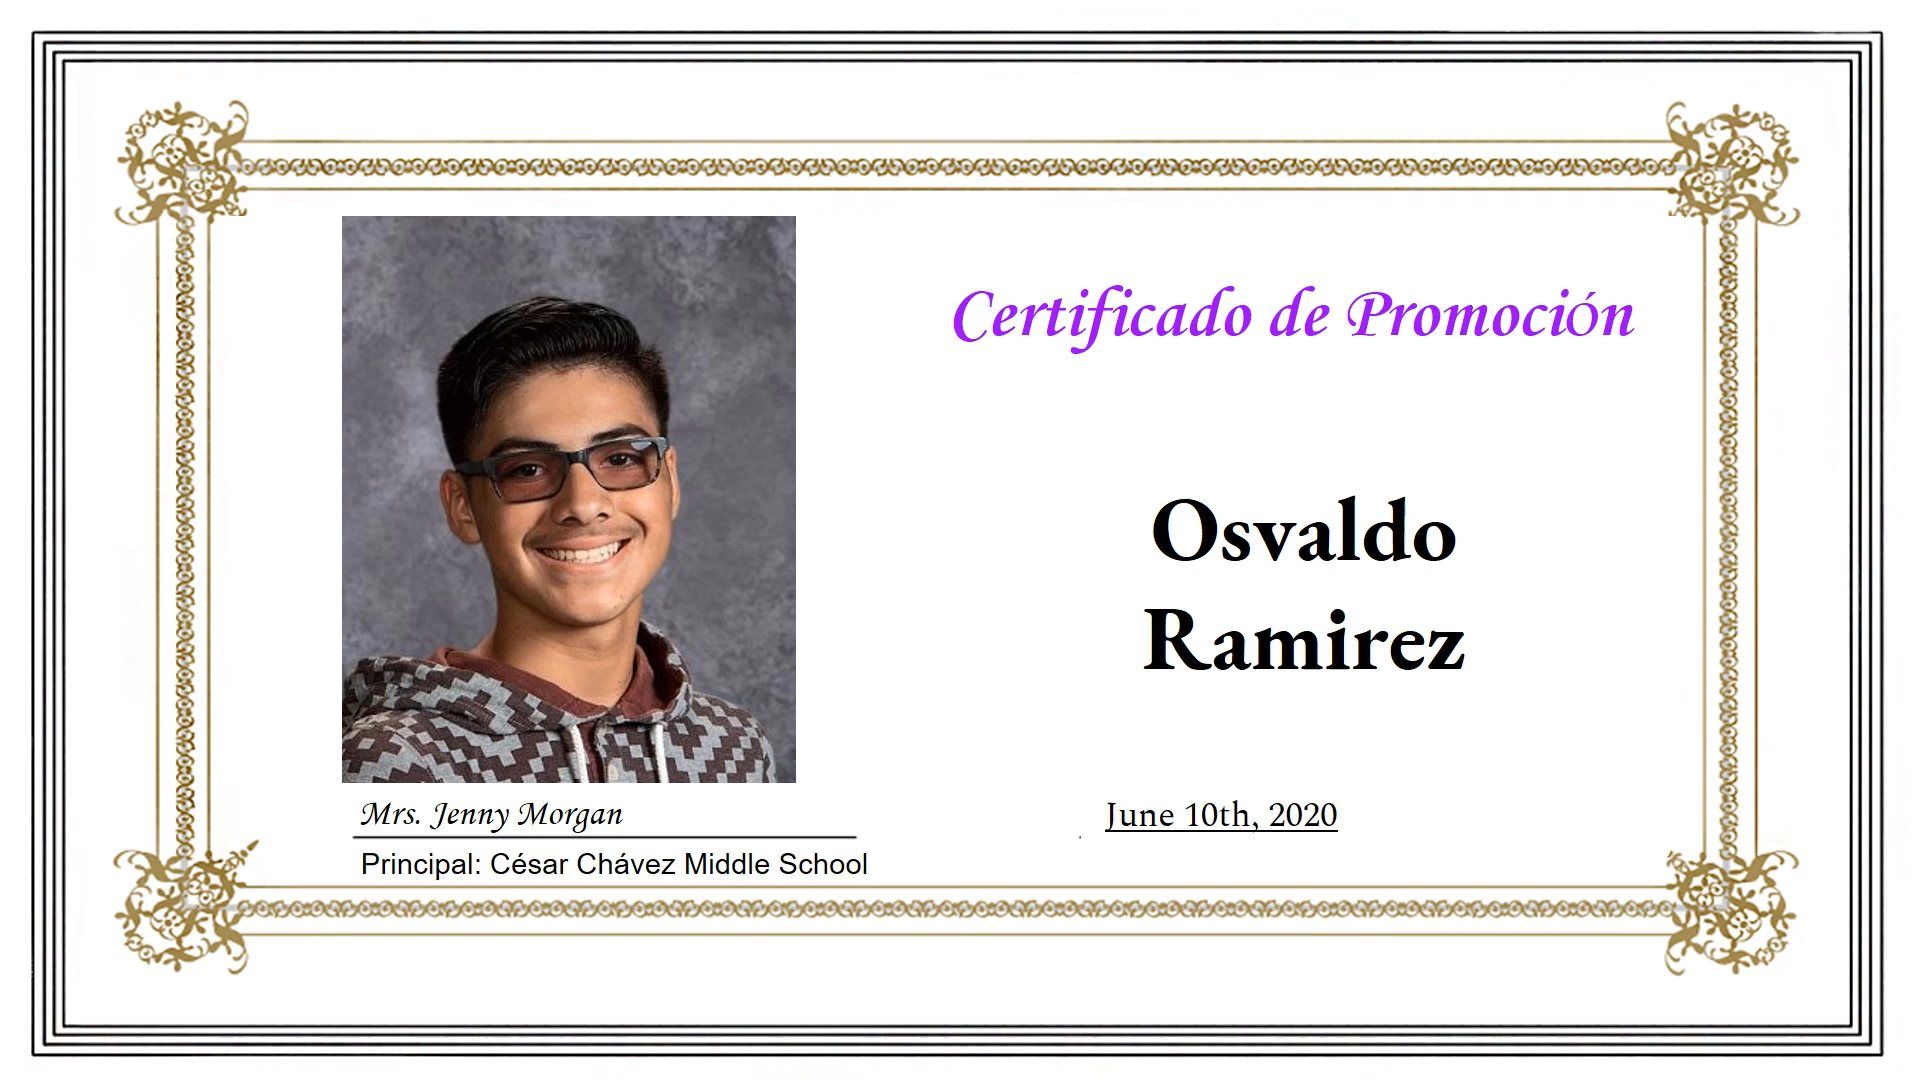 Certificado de Promoción
Osvaldo
Ramirez
Mrs. Jenny Morgan
June 10th, 2020
Principal: César Chávez Middle School